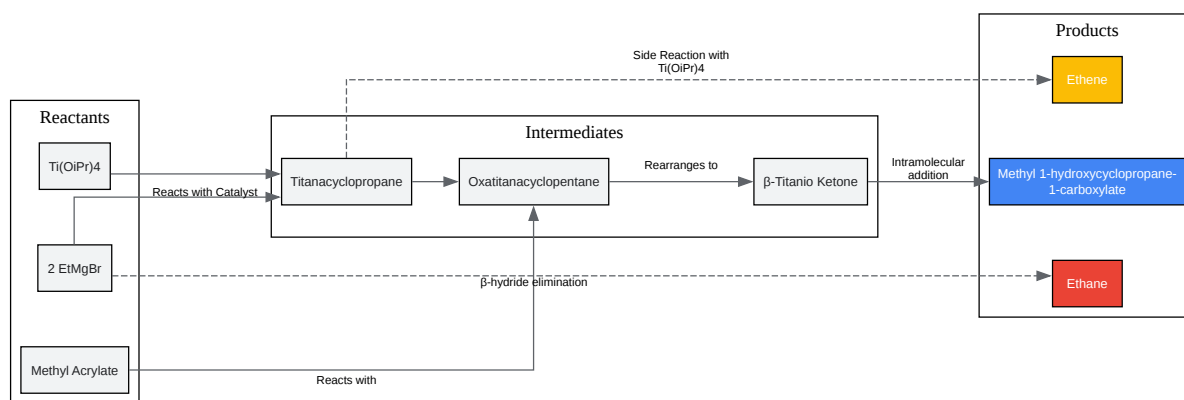 Products
Side Reaction with
Ti(OiPr)4
Ethene
Reactants
Intermediates
Ti(OiPr)4
Titanacyclopropane
Oxatitanacyclopentane
Rearranges to
β-Titanio Ketone
Intramolecular
addition
Methyl 1-hydroxycyclopropane-
1-carboxylate
Reacts with Catalyst
2 EtMgBr
β-hydride elimination
Ethane
Methyl Acrylate
Reacts with